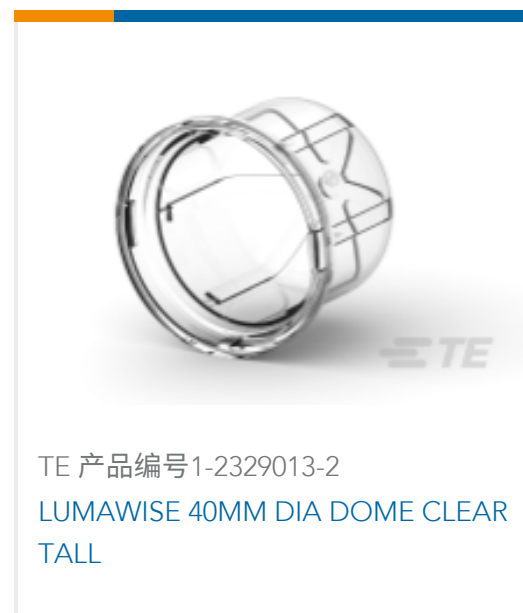 TE
TE 产品编号1-2329013-2
LUMAWISE 40MM DIA DOME CLEAR
TALL